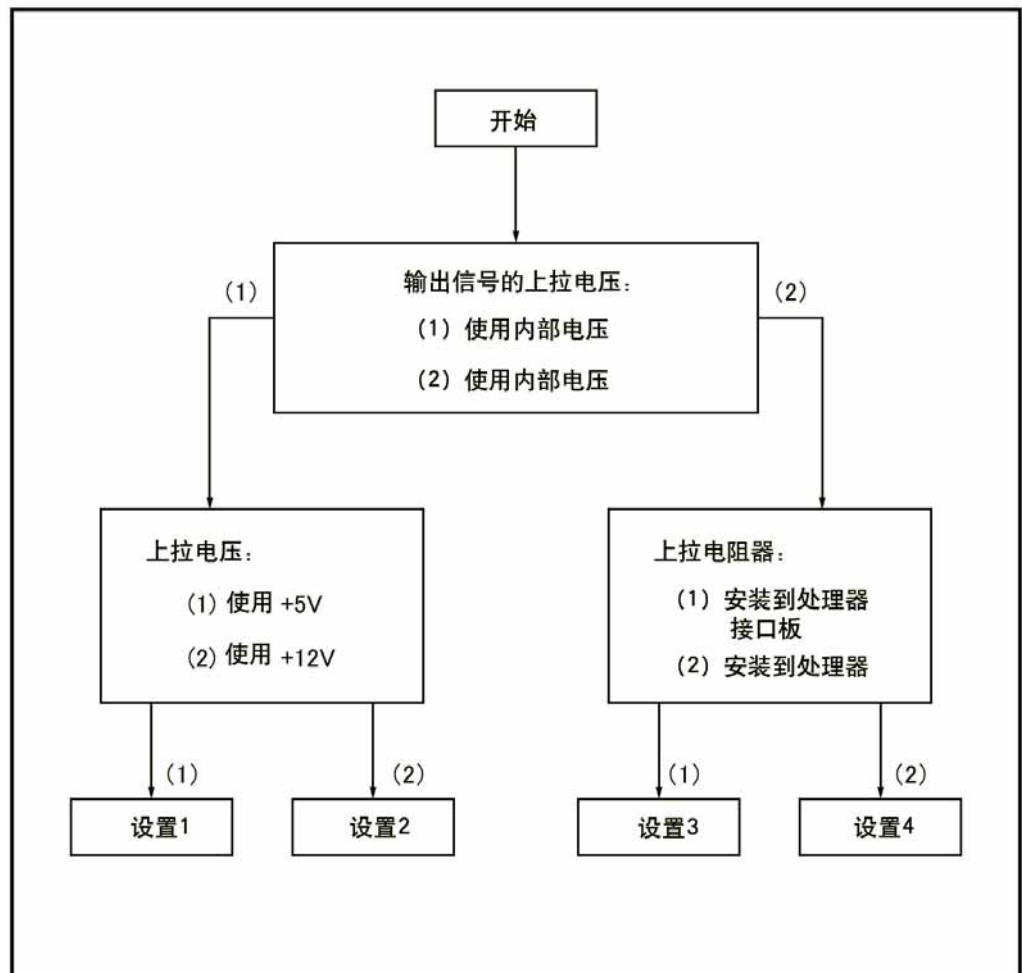 开始
(1)
输出信号的上拉电压：
(2)
(1) 使用内部电压
(2) 使用内部电压
上拉电压：
(1) 使用 +5V
(2) 使用 +12V
上拉电阻器：
(1) 安装到处理器
接口板
(2) 安装到处理器
(1)
(2)
(1)
(2)
设置1
设置2
设置3
设置4